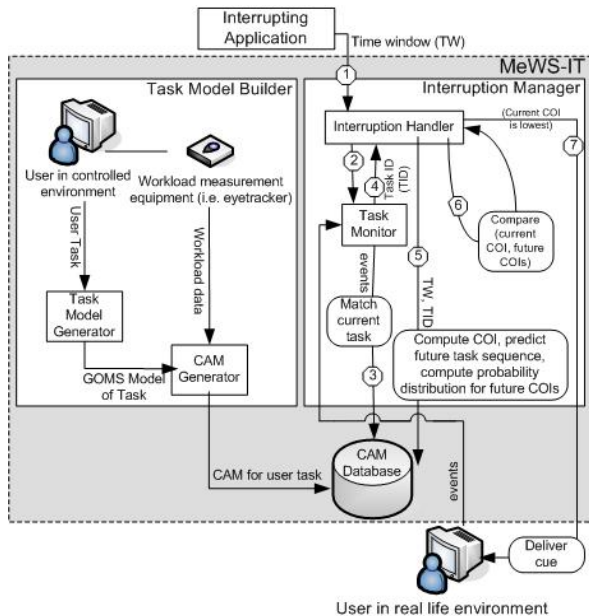 Interrupting
Application
Time window (TW)
MeWS-IT
Task Model Builder
User in controlled
environment
Workload measurement
equipment (i.e. eyetracker)
User Task
Workload data
Task
Model
Generator
GOMS Model
of Task
CAM
Generator
CAM for user task
Interruption Manager
1
Interruption Handler
(Current COI
is lowest)
7
2
4
Task ID
(TID)
Task
Monitor
6
Compare
(current
COI, future
COIs)
5
events
TW, TID
Match
current
task
3
Compute COI, predict
future task sequence,
compute probability
distribution for future COIs
CAM
Database
events
Deliver
cue
User in real life environment